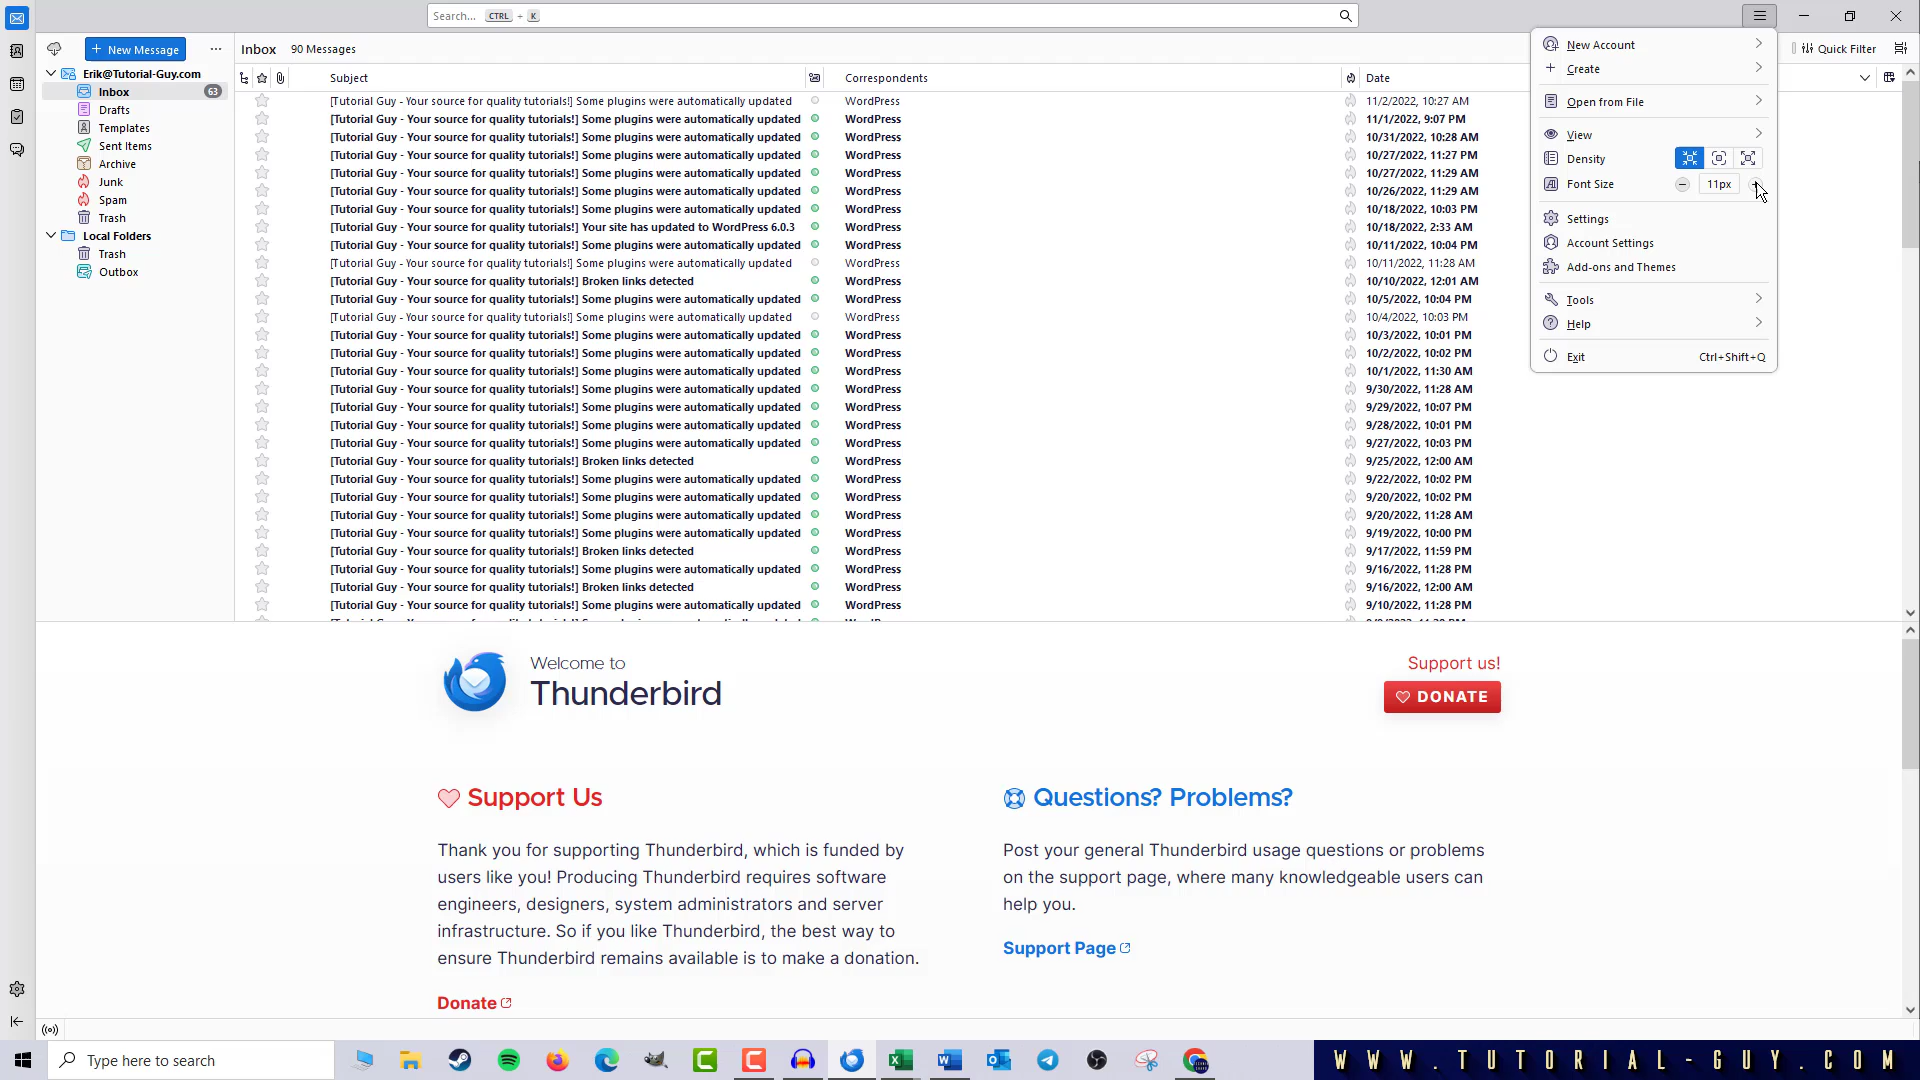 Search... CTRL + K
New Message
Inbox 90 Messages
Quick Filter
Erik@Tutorial-Guy.com
Inbox 63
Drafts
Templates
Sent Items
Archive
Junk
Spam
Trash
Local Folders
Trash
Outbox
Subject Correspondents Date
[Tutorial Guy - Your source for quality tutorials!] Some plugins were automatically updated WordPress 11/2/2022, 10:27 AM
[Tutorial Guy - Your source for quality tutorials!] Some plugins were automatically updated WordPress 11/1/2022, 9:07 PM
[Tutorial Guy - Your source for quality tutorials!] Some plugins were automatically updated WordPress 10/31/2022, 10:28 AM
[Tutorial Guy - Your source for quality tutorials!] Some plugins were automatically updated WordPress 10/27/2022, 11:27 PM
[Tutorial Guy - Your source for quality tutorials!] Some plugins were automatically updated WordPress 10/27/2022, 11:29 AM
[Tutorial Guy - Your source for quality tutorials!] Some plugins were automatically updated WordPress 10/26/2022, 11:29 AM
[Tutorial Guy - Your source for quality tutorials!] Some plugins were automatically updated WordPress 10/18/2022, 10:03 PM
[Tutorial Guy - Your source for quality tutorials!] Your site has updated to WordPress 6.0.3 WordPress 10/18/2022, 2:33 AM
[Tutorial Guy - Your source for quality tutorials!] Some plugins were automatically updated WordPress 10/11/2022, 10:04 PM
[Tutorial Guy - Your source for quality tutorials!] Some plugins were automatically updated WordPress 10/11/2022, 11:28 AM
[Tutorial Guy - Your source for quality tutorials!] Broken links detected WordPress 10/10/2022, 12:01 AM
[Tutorial Guy - Your source for quality tutorials!] Some plugins were automatically updated WordPress 10/5/2022, 10:04 PM
[Tutorial Guy - Your source for quality tutorials!] Some plugins were automatically updated WordPress 10/4/2022, 10:03 PM
[Tutorial Guy - Your source for quality tutorials!] Some plugins were automatically updated WordPress 10/3/2022, 10:01 PM
[Tutorial Guy - Your source for quality tutorials!] Some plugins were automatically updated WordPress 10/2/2022, 10:02 PM
[Tutorial Guy - Your source for quality tutorials!] Some plugins were automatically updated WordPress 10/1/2022, 11:30 AM
[Tutorial Guy - Your source for quality tutorials!] Some plugins were automatically updated WordPress 9/30/2022, 11:28 AM
[Tutorial Guy - Your source for quality tutorials!] Some plugins were automatically updated WordPress 9/29/2022, 10:07 PM
[Tutorial Guy - Your source for quality tutorials!] Some plugins were automatically updated WordPress 9/28/2022, 10:01 PM
[Tutorial Guy - Your source for quality tutorials!] Some plugins were automatically updated WordPress 9/27/2022, 10:03 PM
[Tutorial Guy - Your source for quality tutorials!] Broken links detected WordPress 9/25/2022, 12:00 AM
[Tutorial Guy - Your source for quality tutorials!] Some plugins were automatically updated WordPress 9/22/2022, 10:02 PM
[Tutorial Guy - Your source for quality tutorials!] Some plugins were automatically updated WordPress 9/20/2022, 10:02 PM
[Tutorial Guy - Your source for quality tutorials!] Some plugins were automatically updated WordPress 9/20/2022, 11:28 AM
[Tutorial Guy - Your source for quality tutorials!] Some plugins were automatically updated WordPress 9/19/2022, 10:00 PM
[Tutorial Guy - Your source for quality tutorials!] Broken links detected WordPress 9/17/2022, 11:59 PM
[Tutorial Guy - Your source for quality tutorials!] Some plugins were automatically updated WordPress 9/16/2022, 11:28 PM
[Tutorial Guy - Your source for quality tutorials!] Broken links detected WordPress 9/16/2022, 12:00 AM
[Tutorial Guy - Your source for quality tutorials!] Some plugins were automatically updated WordPress 9/10/2022, 11:28 PM
New Account
Create
Open from File
View
Density
Font Size 11px
Settings
Account Settings
Add-ons and Themes
Tools
Help
Exit Ctrl+Shift+Q
Welcome to
Thunderbird
Support us!
DONATE
Support Us
Thank you for supporting Thunderbird, which is funded by
users like you! Producing Thunderbird requires software
engineers, designers, system administrators and server
infrastructure. So if you like Thunderbird, the best way to
ensure Thunderbird remains available is to make a donation.
Donate
Questions? Problems?
Post your general Thunderbird usage questions or problems
on the support page, where many knowledgeable users can
help you.
Support Page
Type here to search
WWW.TUTORIAL-GUY.COM